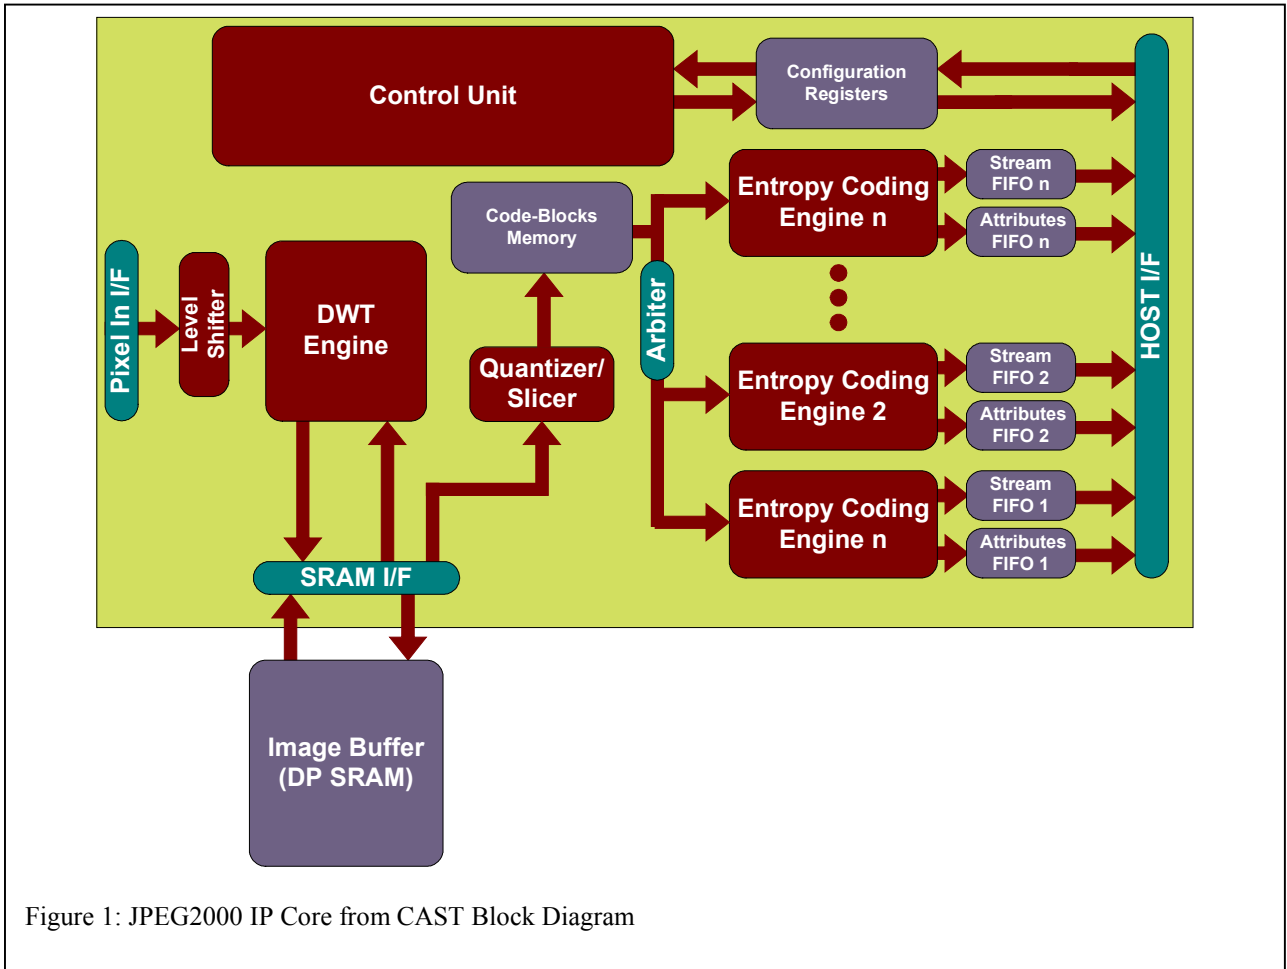 Control Unit
Configuration
Registers
Code-Blocks
Memory
Entropy Coding
Engine n
Stream
FIFO n
Attributes
FIFO n
Pixel In I/F
Level
Shifter
DWT
Engine
Quantizer/
Slicer
Arbiter
HOST I/F
Entropy Coding
Engine 2
Stream
FIFO 2
Attributes
FIFO 2
Entropy Coding
Engine n
Stream
FIFO 1
Attributes
FIFO 1
SRAM I/F
Image Buffer
(DP SRAM)
Figure 1: JPEG2000 IP Core from CAST Block Diagram